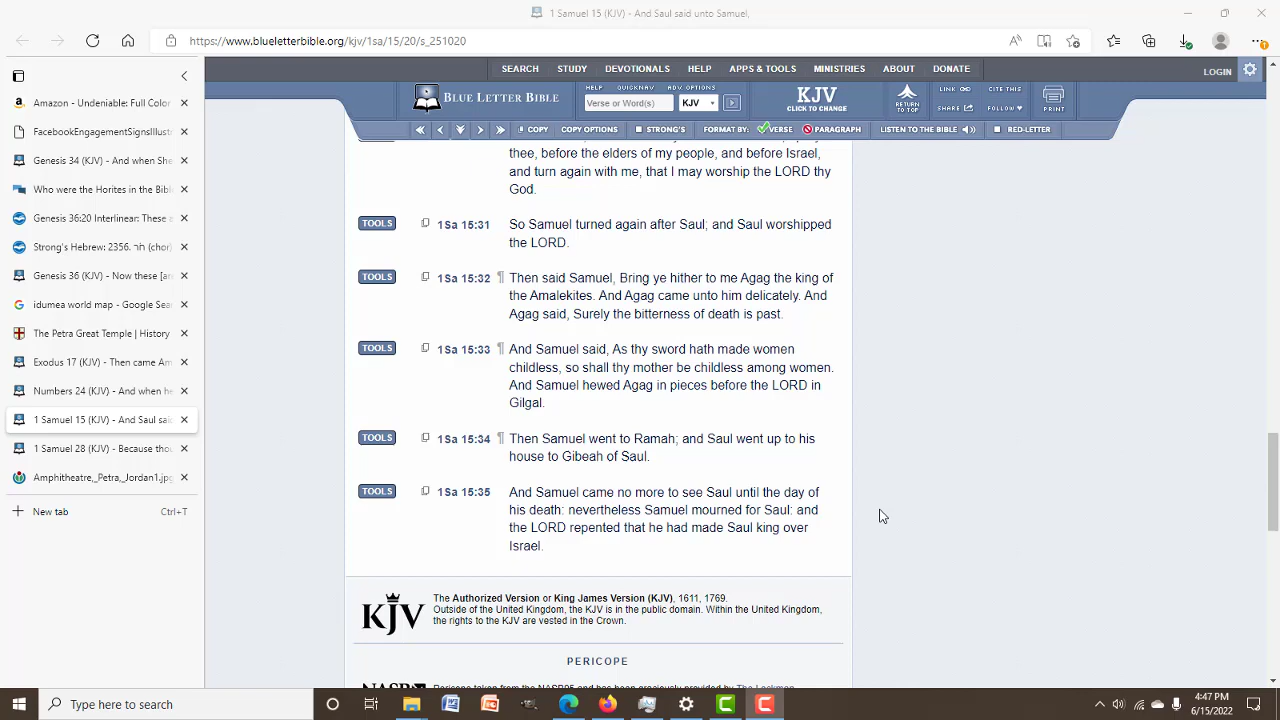 1 Samuel 15 (KJV) - And Saul said unto Samuel,
https://www.blueletterbible.org/kjv/1sa/15/20/s_251020
SEARCH STUDY DEVOTIONALS HELP APPS & TOOLS MINISTRIES ABOUT DONATE
LOGIN
BLUE LETTER BIBLE
HELP QUICKNAV ADV. OPTIONS
Verse or Word(s) KJV
KJV
CLICK TO CHANGE
RETURN
TO TOP
LINK CITE THIS
SHARE FOLLOW
PRINT
COPY COPY OPTIONS STRONG'S FORMAT BY: VERSE PARAGRAPH LISTEN TO THE BIBLE RED-LETTER
Amazon - Undeniable: Full Color
FacebookEngagementSignsIllust
Genesis 34 (KJV) - And when She
Who were the Horites in the Bib
Genesis 36:20 Interlinear: These a
Strong's Hebrew: 2356. חֹר (chor)
Genesis 36 (KJV) - Now these [are
idumea world map - Google Sea
The Petra Great Temple | History
Exodus 17 (KJV) - Then came Am
Numbers 24 (KJV) - And when he
1 Samuel 15 (KJV) - And Saul said
1 Samuel 28 (KJV) - Because thou
Amphitheatre,_Petra,_Jordan1.jpg
New tab Ctrl+T
thee, before the elders of my people, and before Israel,
and turn again with me, that I may worship the LORD thy
God.
TOOLS 1Sa 15:31 So Samuel turned again after Saul; and Saul worshipped
the LORD.
TOOLS 1Sa 15:32 ¶ Then said Samuel, Bring ye hither to me Agag the king of
the Amalekites. And Agag came unto him delicately. And
Agag said, Surely the bitterness of death is past.
TOOLS 1Sa 15:33 ¶ And Samuel said, As thy sword hath made women
childless, so shall thy mother be childless among women.
And Samuel hewed Agag in pieces before the LORD in
Gilgal.
TOOLS 1Sa 15:34 ¶ Then Samuel went to Ramah; and Saul went up to his
house to Gibeah of Saul.
TOOLS 1Sa 15:35 And Samuel came no more to see Saul until the day of
his death: nevertheless Samuel mourned for Saul: and
the LORD repented that he had made Saul king over
Israel.
KJV
The Authorized Version or King James Version (KJV), 1611, 1769.
Outside of the United Kingdom, the KJV is in the public domain. Within the United Kingdom,
the rights to the KJV are vested in the Crown.
PERICOPE
Type here to search
4:47 PM
6/15/2022